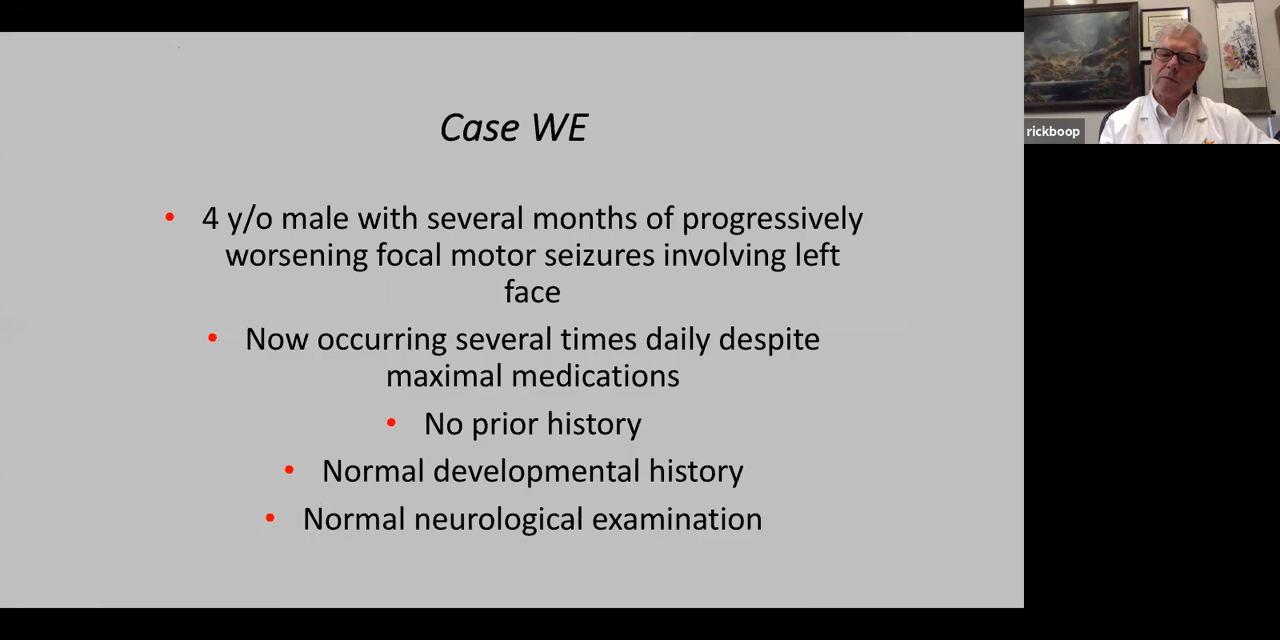 Case WE
• 4 y/o male with several months of progressively
worsening focal motor seizures involving left
face
• Now occurring several times daily despite
maximal medications
• No prior history
• Normal developmental history
• Normal neurological examination
rickboop